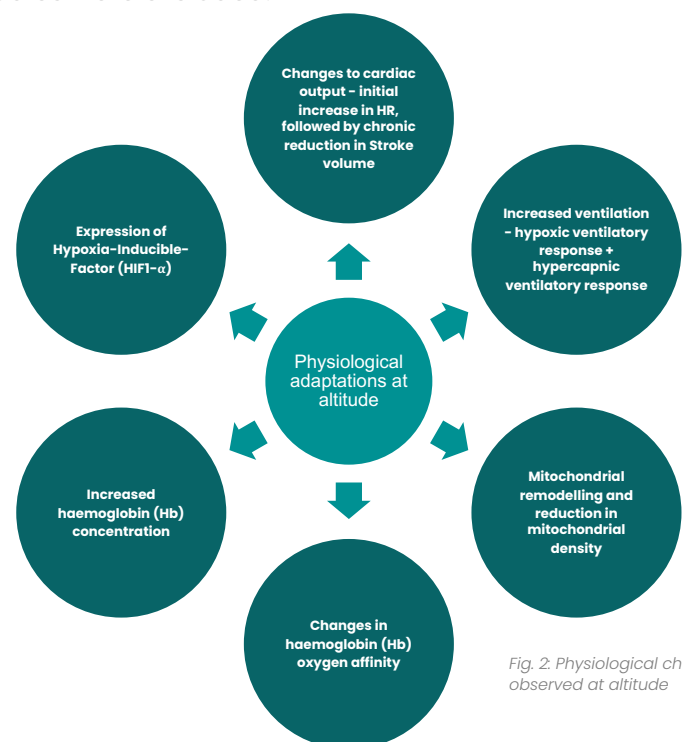 Changes to cardiac
output - initial
increase in HR,
followed by chronic
reduction in Stroke
volume
Expression of
Hypoxia-Inducible-
Factor (HIF1-α)
Increased ventilation
- hypoxic ventilatory
response +
hypercapnic
ventilatory response
Physiological
adaptations at
altitude
Increased
haemoglobin (Hb)
concentration
Mitochondrial
remodelling and
reduction in
mitochondrial
density
Changes in
haemoglobin (Hb)
oxygen affinity
Fig. 2: Physiological ch
observed at altitude